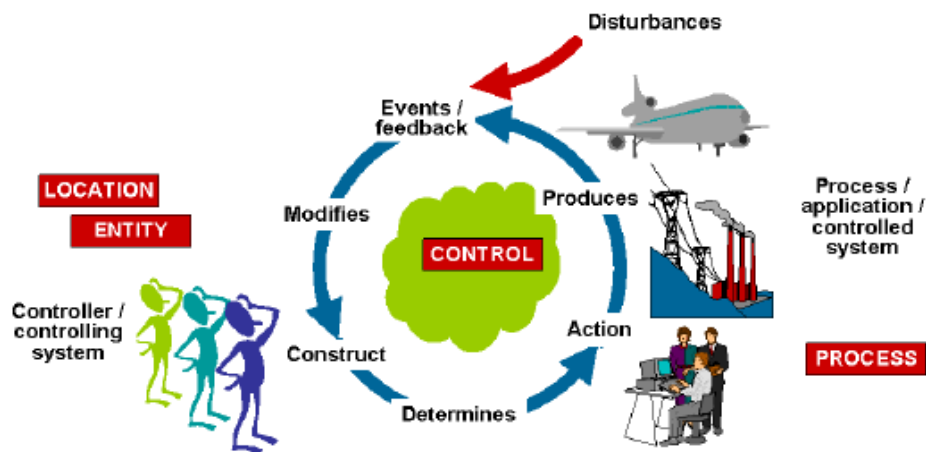 Disturbances
Events /
feedback
LOCATION
ENTITY
Modifies
Produces
Process /
application /
controlled
system
CONTROL
Controller /
controlling
system
Construct
Action
PROCESS
Determines